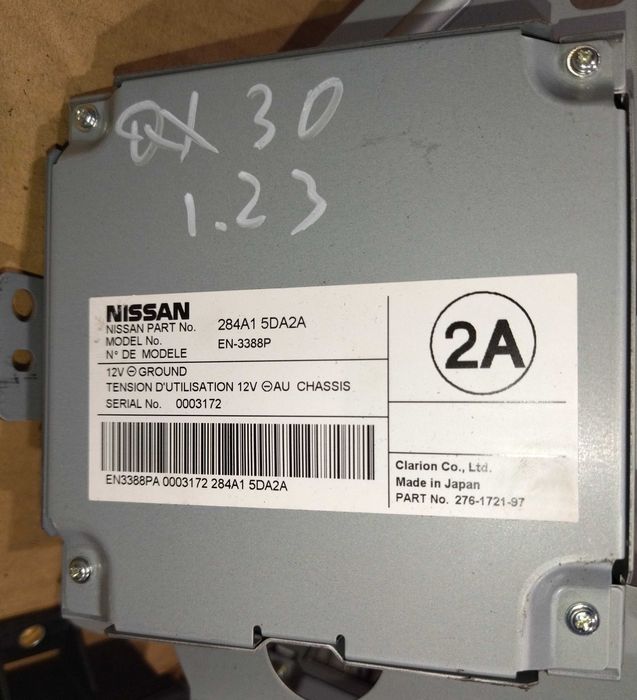 QX 30
1.23
NISSAN
NISSAN PART No. 284A1 5DA2A
MODEL No. EN-3388P
N° DE MODELE
12V ⊖ GROUND
TENSION D'UTILISATION 12V ⊖ AU CHASSIS
SERIAL No. 0003172
EN3388PA 0003172 284A1 5DA2A
2A
Clarion Co., Ltd.
Made in Japan
PART No. 276-1721-97